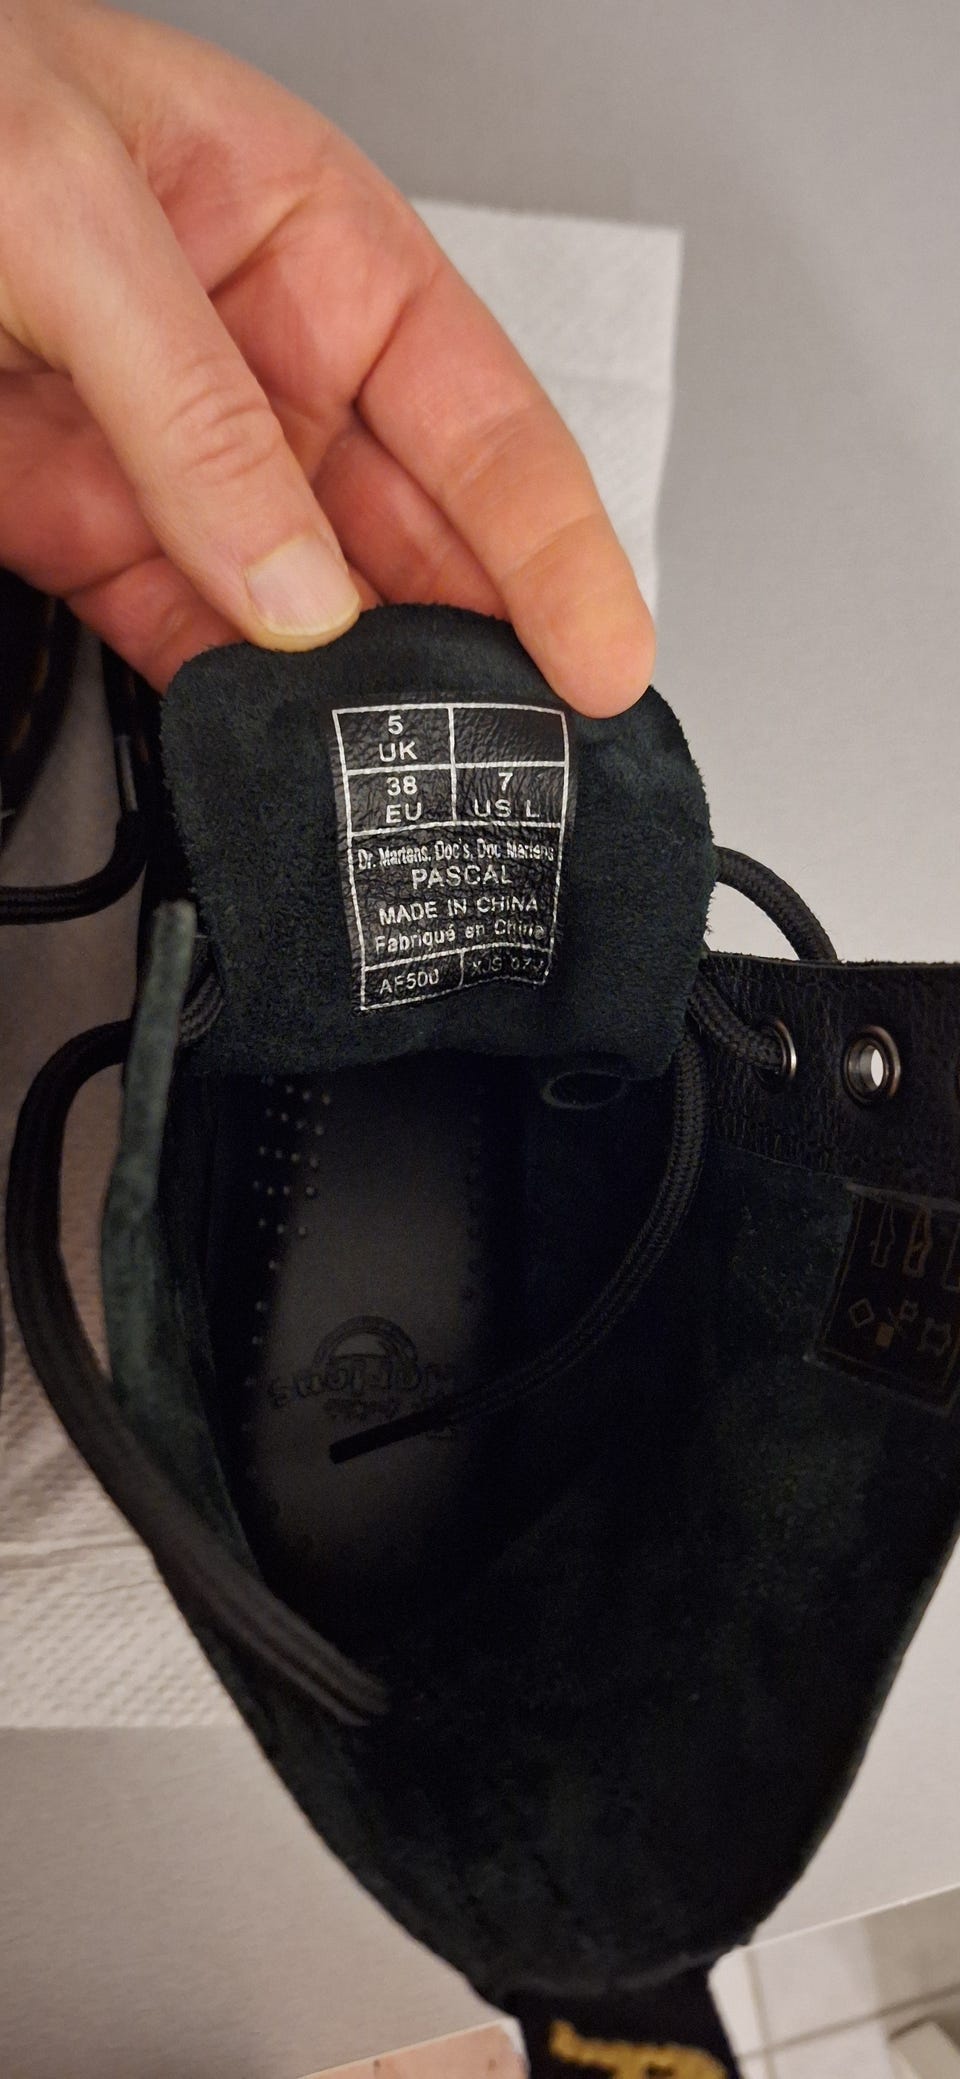 5
UK
38 7
EU US L
Dr. Martens, Doc's, Doc Martens
PASCAL
MADE IN CHINA
Fabriqué en Chine
AF500
Martens